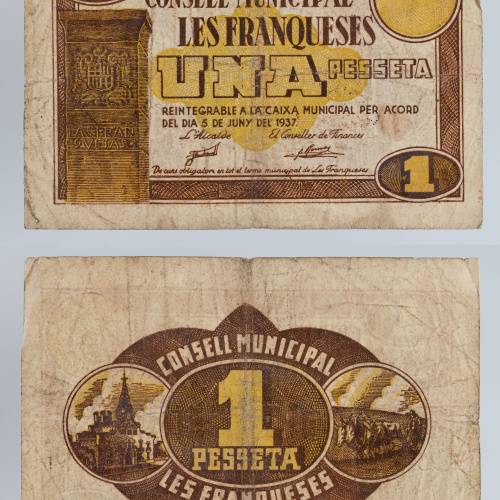 CONSELL MUNICIPAL
LES FRANQUESES
UNA PESSETA
REINTEGRABLE A LA CAIXA MUNICIPAL PER ACORD
DEL DIA 5 DE JUNY DEL 1937
L'Alcalde El Conseller de Finances
De curs obligatori en tot el terme municipal de Les Franqueses
1
CONSELL MUNICIPAL
1
PESSETA
LES FRANQUESES